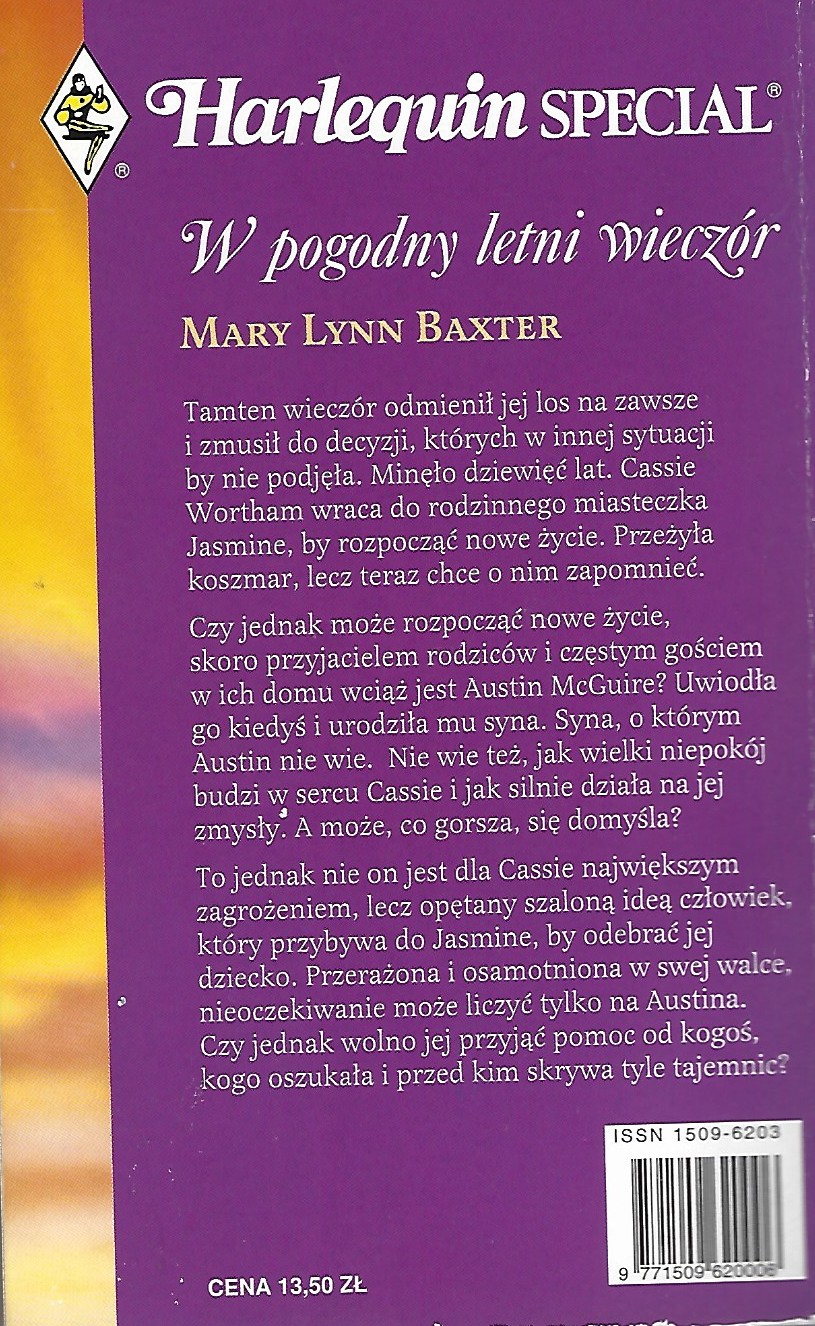 Harlequin SPECIAL®
®
W pogodny letni wieczór
MARY LYNN BAXTER
Tamten wieczór odmienił jej los na zawsze
i zmusił do decyzji, których w innej sytuacji
by nie podjęła. Minęło dziewięć lat. Cassie
Wortham wraca do rodzinnego miasteczka
Jasmine, by rozpocząć nowe życie. Przeżyła
koszmar, lecz teraz chce o nim zapomnieć.
Czy jednak może rozpocząć nowe życie,
skoro przyjacielem rodziców i częstym gościem
w ich domu wciąż jest Austin McGuire? Uwiodła
go kiedyś i urodziła mu syna. Syna, o którym
Austin nie wie. Nie wie też, jak wielki niepokój
budzi w sercu Cassie i jak silnie działa na jej
zmysły. A może, co gorsza, się domyśla?
To jednak nie on jest dla Cassie największym
zagrożeniem, lecz opętany szaloną ideą człowiek,
który przybywa do Jasmine, by odebrać jej
dziecko. Przerażona i osamotniona w swej walce,
nieoczekiwanie może liczyć tylko na Austina.
Czy jednak wolno jej przyjąć pomoc od kogoś,
kogo oszukała i przed kim skrywa tyle tajemnic?
ISSN 1509-6203
9 771509 620006
CENA 13,50 ZŁ